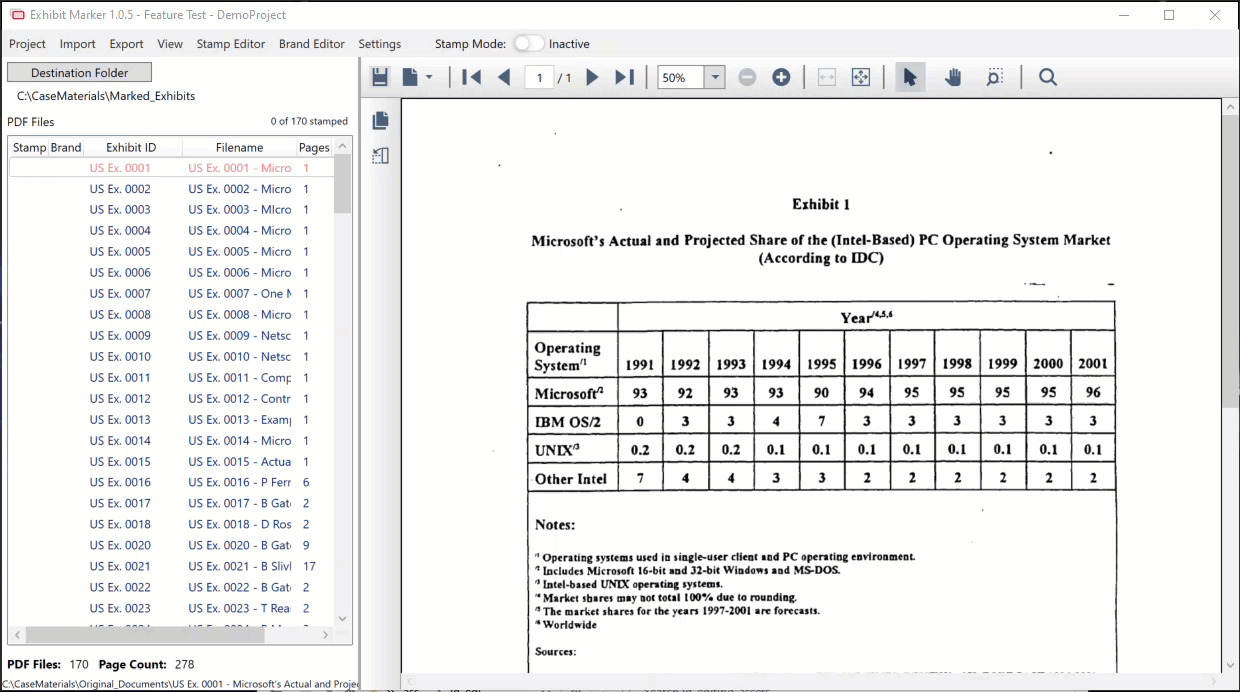 Exhibit Marker 1.0.5 - Feature Test - DemoProject
Project Import Export View Stamp Editor Brand Editor Settings Stamp Mode: Inactive
Destination Folder
C:\CaseMaterials\Marked_Exhibits
PDF Files 0 of 170 stamped
Stamp Brand Exhibit ID Filename Pages
US Ex. 0001 US Ex. 0001 - Micro 1
US Ex. 0002 US Ex. 0002 - Micro 1
US Ex. 0003 US Ex. 0003 - MIcro 1
US Ex. 0004 US Ex. 0004 - Micro 1
US Ex. 0005 US Ex. 0005 - Micro 1
US Ex. 0006 US Ex. 0006 - Micro 1
US Ex. 0007 US Ex. 0007 - One 1
US Ex. 0008 US Ex. 0008 - Micro 1
US Ex. 0009 US Ex. 0009 - Netsc 1
US Ex. 0010 US Ex. 0010 - Netsc 1
US Ex. 0011 US Ex. 0011 - Comp 1
US Ex. 0012 US Ex. 0012 - Contr 1
US Ex. 0013 US Ex. 0013 - Examp 1
US Ex. 0014 US Ex. 0014 - Micro 1
US Ex. 0015 US Ex. 0015 - Actua 1
US Ex. 0016 US Ex. 0016 - P Ferr 6
US Ex. 0017 US Ex. 0017 - B Gat 2
US Ex. 0018 US Ex. 0018 - D Ros 2
US Ex. 0020 US Ex. 0020 - B Gat 9
US Ex. 0021 US Ex. 0021 - B Sliv 17
US Ex. 0022 US Ex. 0022 - B Gat 2
US Ex. 0023 US Ex. 0023 - T Rea 2
PDF Files: 170 Page Count: 278
C:\CaseMaterials\Original_Documents\US Ex. 0001 - Microsoft's Actual and Proje
1 / 1 50%
Exhibit 1
Microsoft's Actual and Projected Share of the (Intel-Based) PC Operating System Market
(According to IDC)
Year/4,5,6
Operating
System/1 1991 1992 1993 1994 1995 1996 1997 1998 1999 2000 2001
Microsoft/2 93 92 93 93 90 94 95 95 95 95 96
IBM OS/2 0 3 3 4 7 3 3 3 3 3 3
UNIX/3 0.2 0.2 0.2 0.1 0.1 0.1 0.1 0.1 0.1 0.1 0.1
Other Intel 7 4 4 3 3 2 2 2 2 2 2
Notes:
/1 Operating systems used in single-user client and PC operating environment.
/2 Includes Microsoft 16-bit and 32-bit Windows and MS-DOS.
/3 Intel-based UNIX operating systems.
/4 Market shares may not total 100% due to rounding.
/5 The market shares for the years 1997-2001 are forecasts.
/6 Worldwide
Sources: